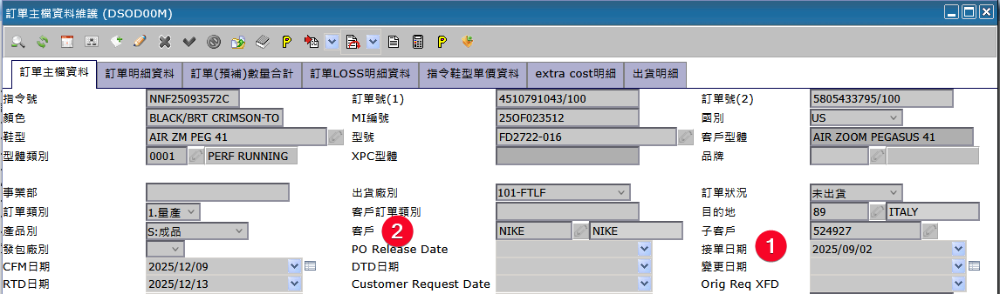 訂單主檔資料維護 (DSOD00M)
P P
訂單主檔資料 訂單明細資料 訂單(預補)數量合計 訂單LOSS明細資料 指令鞋型單價資料 extra cost明細 出貨明細
指令號 NNF25093572C 訂單號(1) 4510791043/100 訂單號(2) 5805433795/100
顏色 BLACK/BRT CRIMSON-TO MI編號 25OF023512 國別 US
鞋型 AIR ZM PEG 41 型號 FD2722-016 客戶型體 AIR ZOOM PEGASUS 41
型體類別 0001 PERF RUNNING XPC型體 品牌
事業部 出貨廠別 101-FTLF 訂單狀況 未出貨
訂單類別 1.量產 客戶訂單類別 目的地 89 ITALY
產品別 S:成品 客戶 2 NIKE NIKE 子客戶 524927
發包廠別 PO Release Date 接單日期 1 2025/09/02
CFM日期 2025/12/09 DTD日期 變更日期
RTD日期 2025/12/13 Customer Request Date Orig Req XFD